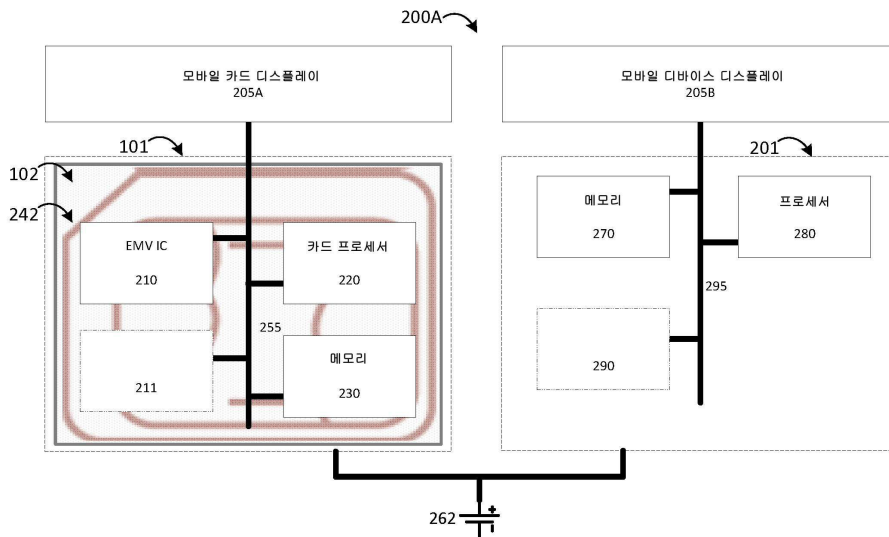 200A
모바일 카드 디스플레이
205A
모바일 디바이스 디스플레이
205B
101
201
102
242
EMV IC
210
카드 프로세서
220
255
211
메모리
230
메모리
270
프로세서
280
295
290
262
+